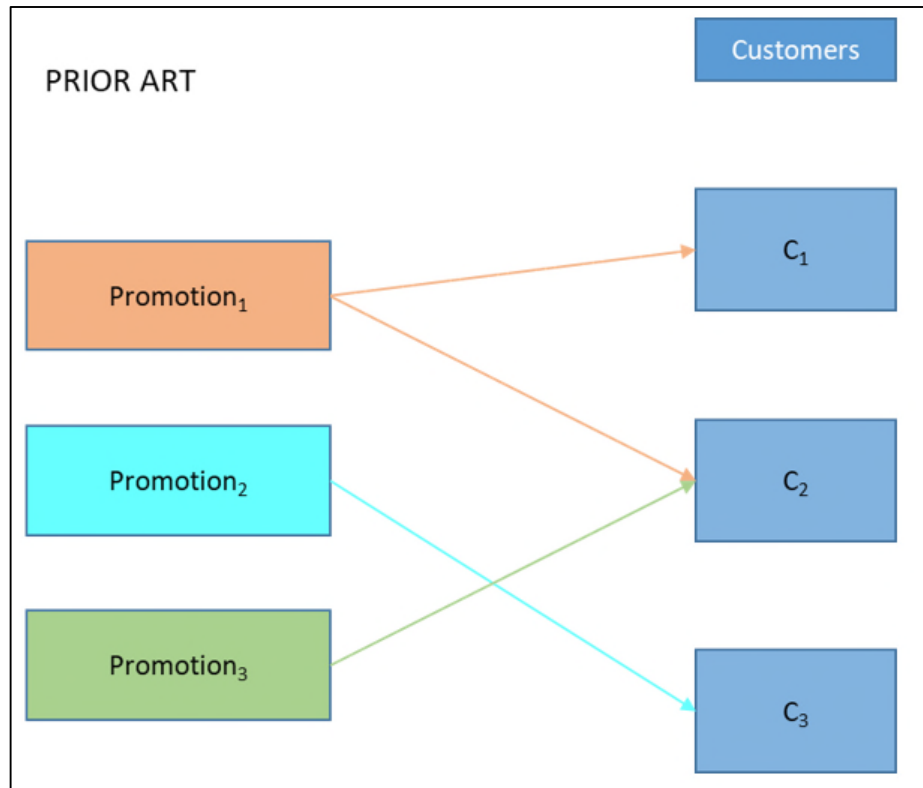 Customers
PRIOR ART
C₁
Promotion₁
Promotion₂
C₂
Promotion₃
C₃